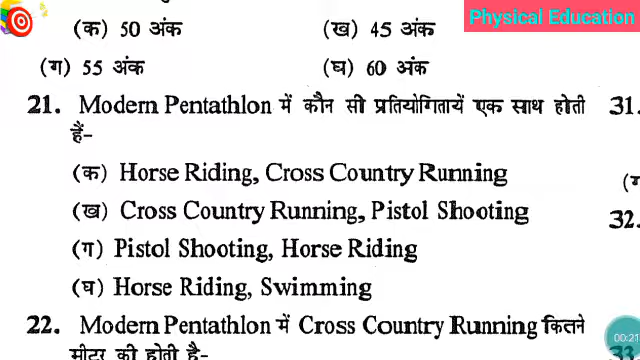 Physical Education
(क) 50 अंक (ख) 45 अंक
(ग) 55 अंक (घ) 60 अंक
21. Modern Pentathlon में कौन सी प्रतियोगितायें एक साथ होती
हैं-
(क) Horse Riding, Cross Country Running
(ख) Cross Country Running, Pistol Shooting
(ग) Pistol Shooting, Horse Riding
(घ) Horse Riding, Swimming
22. Modern Pentathlon में Cross Country Running कितने
मीटर की होती है-
31.
(ग
32.
00:21
33